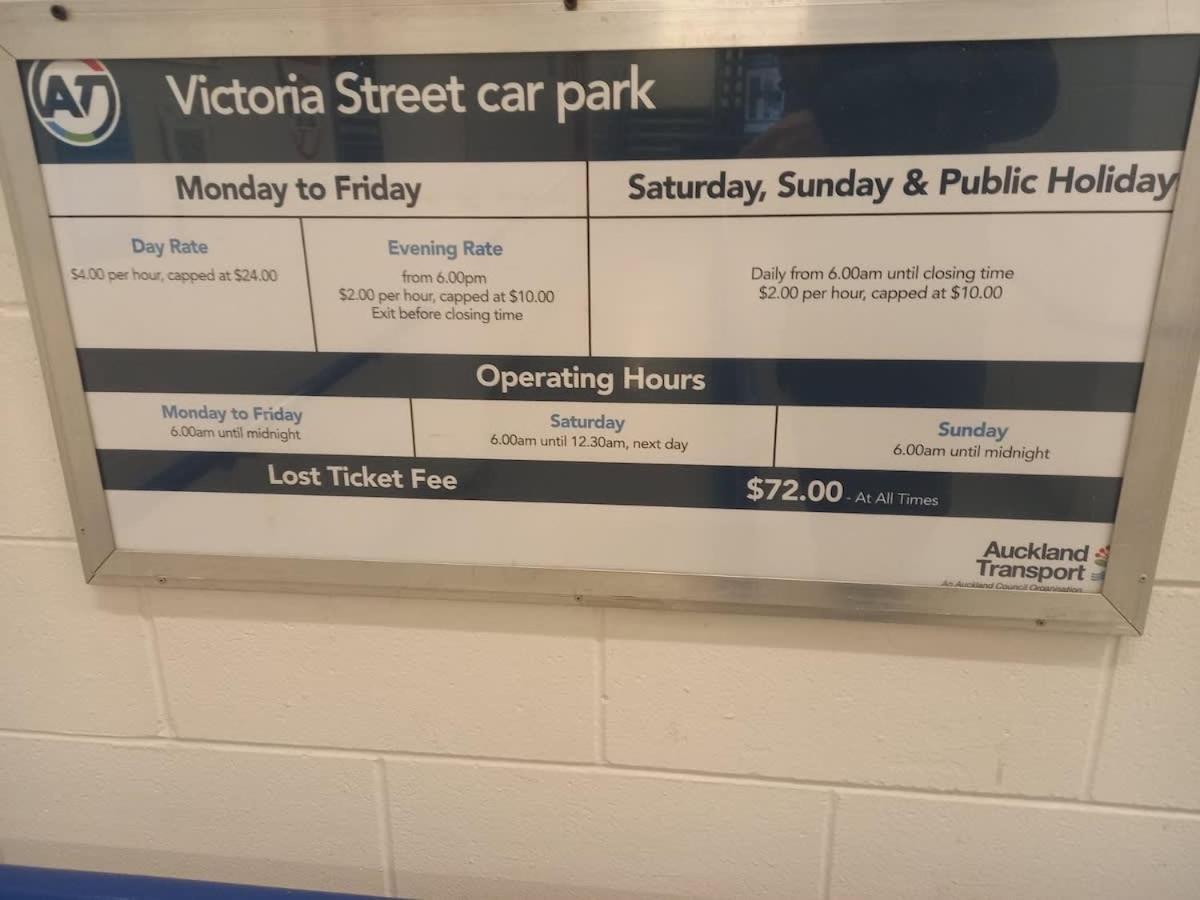 AT
Victoria Street car park
Monday to Friday
Saturday, Sunday & Public Holiday
Day Rate
$4.00 per hour, capped at $24.00
Evening Rate
from 6.00pm
$2.00 per hour, capped at $10.00
Exit before closing time
Daily from 6.00am until closing time
$2.00 per hour, capped at $10.00
Operating Hours
Monday to Friday
6.00am until midnight
Saturday
6.00am until 12.30am, next day
Sunday
6.00am until midnight
Lost Ticket Fee
$72.00 - At All Times
Auckland
Transport
An Auckland Council Organisation